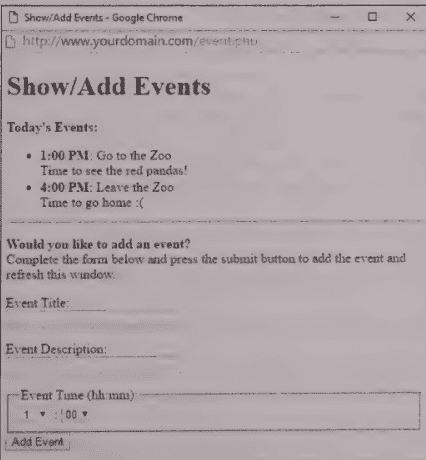 Show/Add Events - Google Chrome
http://www.yourdomain.com/event.php
Show/Add Events
Today's Events:
• 1:00 PM: Go to the Zoo
Time to see the red pandas!
• 4:00 PM: Leave the Zoo
Time to go home :(
Would you like to add an event?
Complete the form below and press the submit button to add the event and
refresh this window.
Event Title:
Event Description:
Event Time (hh:mm):
1 : 00
Add Event